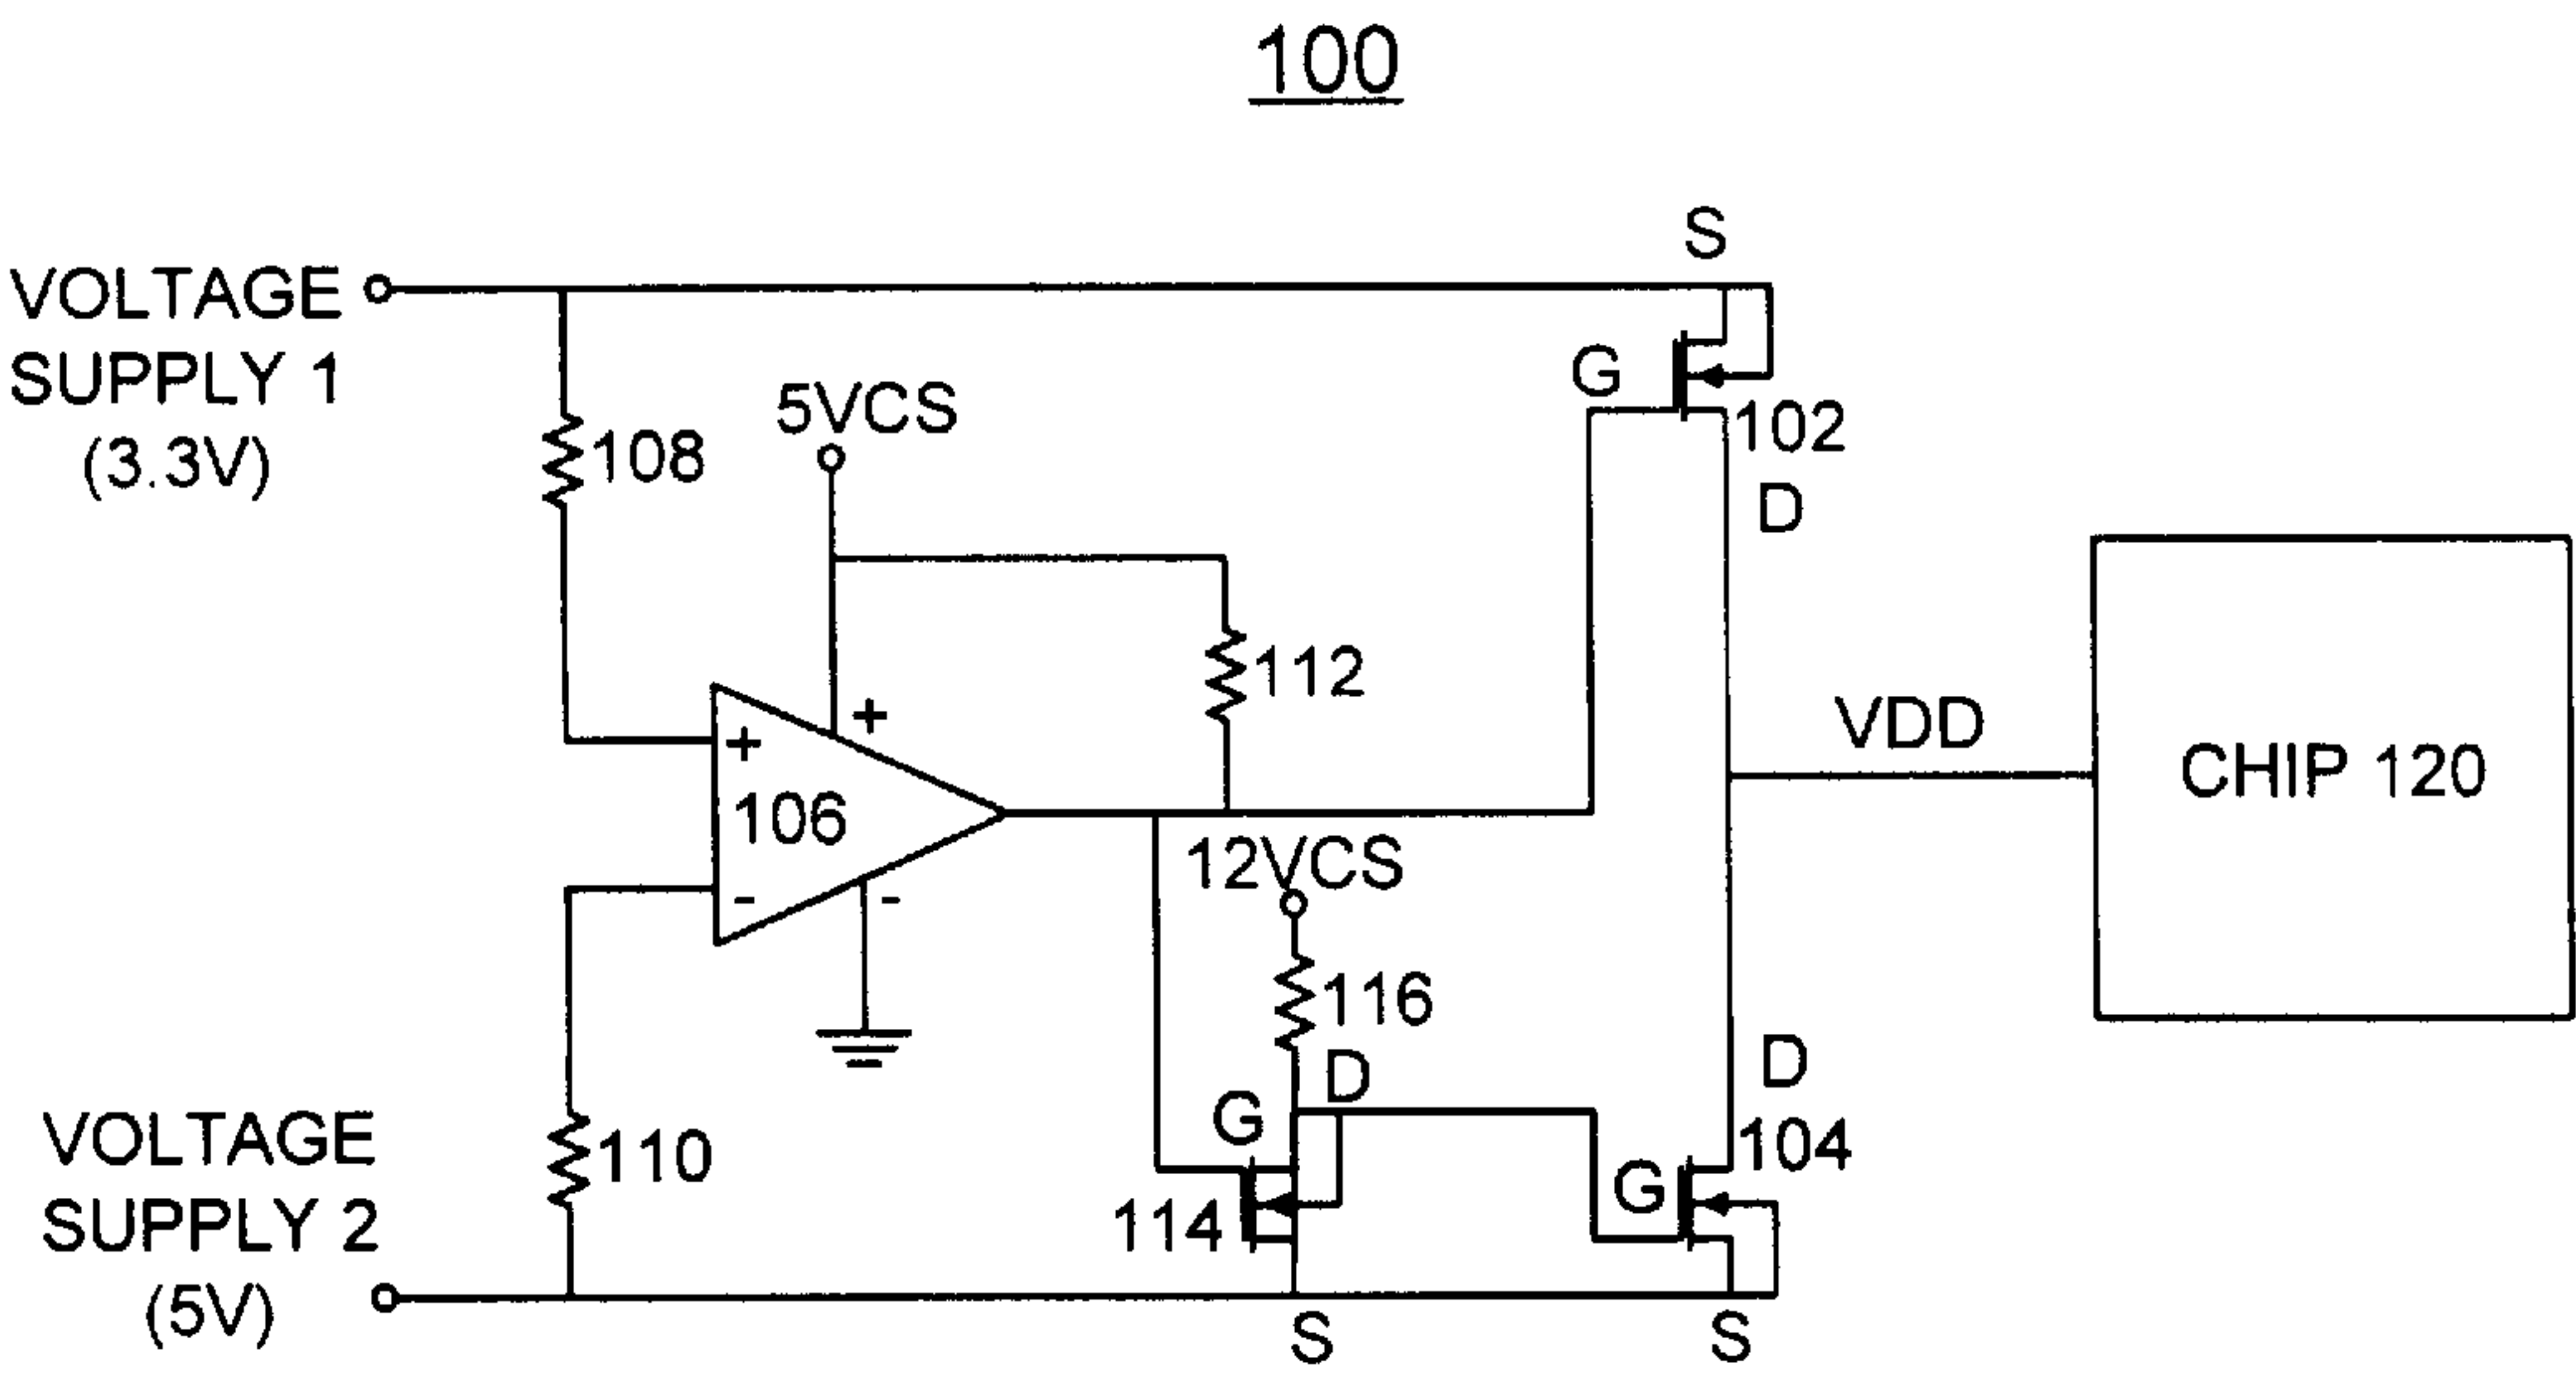 100
S
VOLTAGE
SUPPLY 1
(3.3V)
G
102
D
5VCS
108
112
VDD
CHIP 120
+
+
106
-
-
12VCS
116
D
G
114
D
104
G
110
VOLTAGE
SUPPLY 2
(5V)
S
S